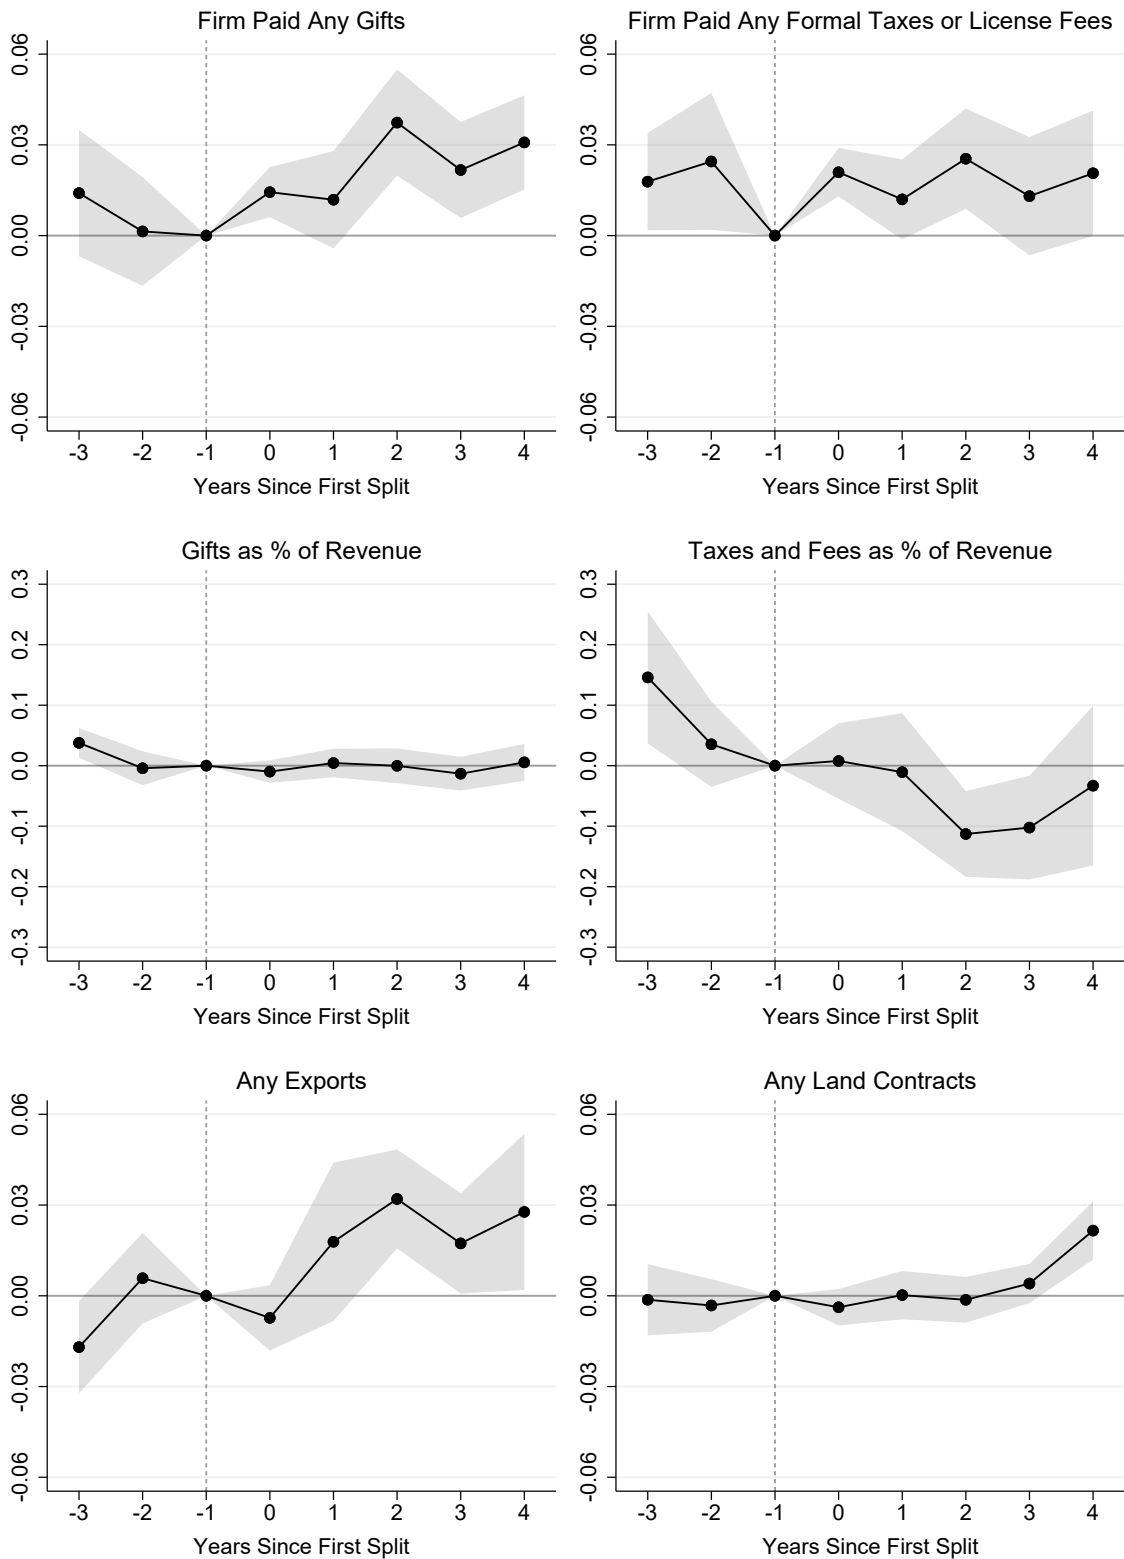 Firm Paid Any Gifts
0.06
0.03
0.00
-0.03
-0.06
-3 -2 -1 0 1 2 3 4
Years Since First Split
Firm Paid Any Formal Taxes or License Fees
0.06
0.03
0.00
-0.03
-0.06
-3 -2 -1 0 1 2 3 4
Years Since First Split
Gifts as % of Revenue
0.3
0.2
0.1
0.0
-0.1
-0.2
-0.3
-3 -2 -1 0 1 2 3 4
Years Since First Split
Taxes and Fees as % of Revenue
0.3
0.2
0.1
0.0
-0.1
-0.2
-0.3
-3 -2 -1 0 1 2 3 4
Years Since First Split
Any Exports
0.06
0.03
0.00
-0.03
-0.06
-3 -2 -1 0 1 2 3 4
Years Since First Split
Any Land Contracts
0.06
0.03
0.00
-0.03
-0.06
-3 -2 -1 0 1 2 3 4
Years Since First Split